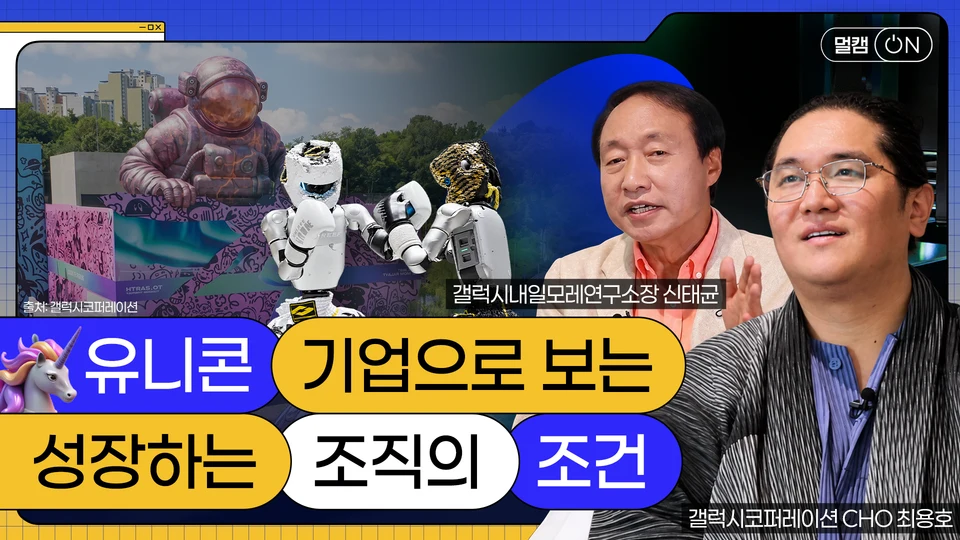 멀캠 ON
HTRAS.OT
출처: 갤럭시코퍼레이션
갤럭시내일모레연구소장 신태균
유니콘 기업으로 보는
성장하는 조직의 조건
갤럭시코퍼레이션 CHO 최용호